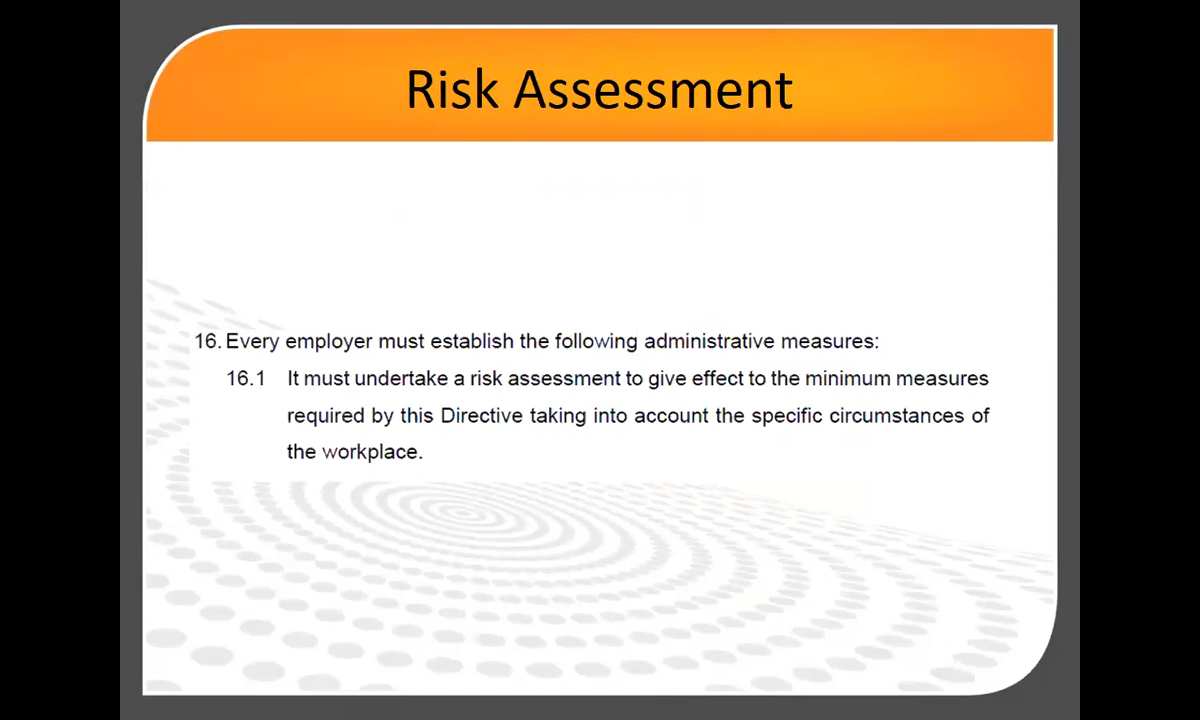 Risk Assessment
16. Every employer must establish the following administrative measures:
16.1 It must undertake a risk assessment to give effect to the minimum measures
required by this Directive taking into account the specific circumstances of
the workplace.